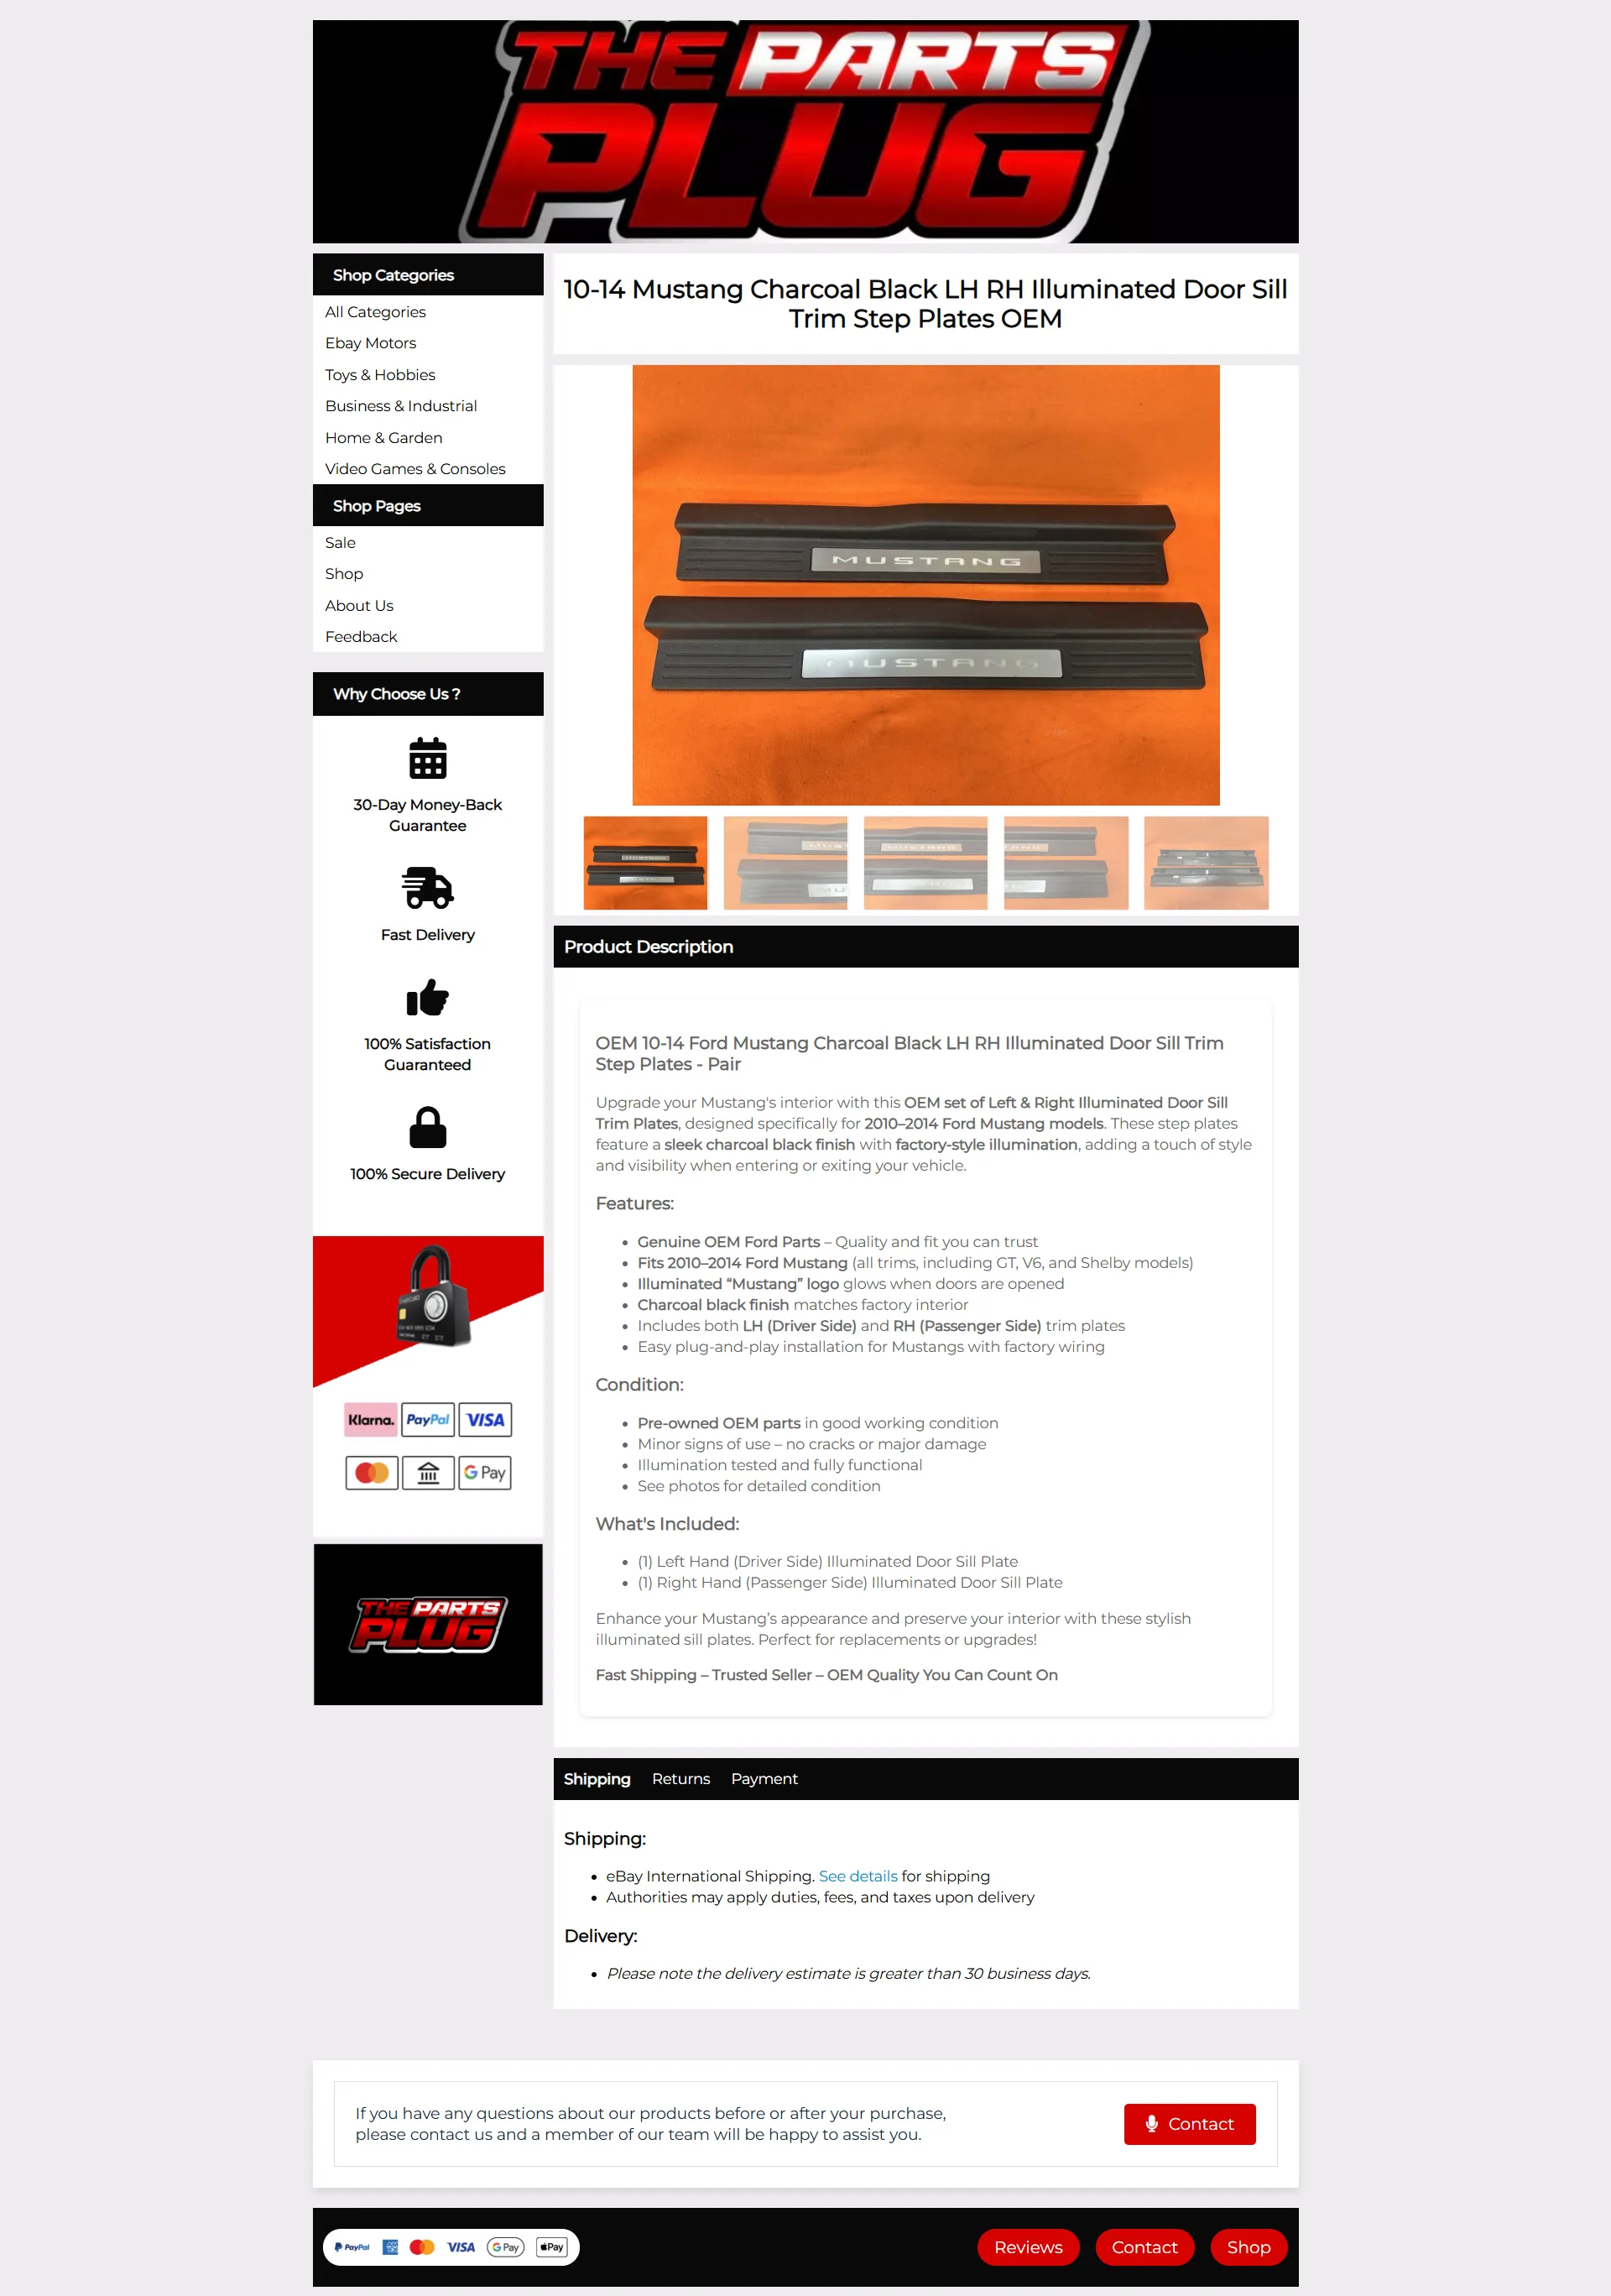 THE PARTS
PLUG
Shop Categories
All Categories
Ebay Motors
Toys & Hobbies
Business & Industrial
Home & Garden
Video Games & Consoles
Shop Pages
Sale
Shop
About Us
Feedback
Why Choose Us ?
30-Day Money-Back
Guarantee
Fast Delivery
100% Satisfaction
Guaranteed
100% Secure Delivery
Klarna. PayPal VISA
G Pay
THE PARTS
PLUG
10-14 Mustang Charcoal Black LH RH Illuminated Door Sill
Trim Step Plates OEM
MUSTANG
MUSTANG
Product Description
OEM 10-14 Ford Mustang Charcoal Black LH RH Illuminated Door Sill Trim
Step Plates - Pair
Upgrade your Mustang's interior with this OEM set of Left & Right Illuminated Door Sill
Trim Plates, designed specifically for 2010–2014 Ford Mustang models. These step plates
feature a sleek charcoal black finish with factory-style illumination, adding a touch of style
and visibility when entering or exiting your vehicle.
Features:
• Genuine OEM Ford Parts – Quality and fit you can trust
• Fits 2010–2014 Ford Mustang (all trims, including GT, V6, and Shelby models)
• Illuminated “Mustang” logo glows when doors are opened
• Charcoal black finish matches factory interior
• Includes both LH (Driver Side) and RH (Passenger Side) trim plates
• Easy plug-and-play installation for Mustangs with factory wiring
Condition:
• Pre-owned OEM parts in good working condition
• Minor signs of use – no cracks or major damage
• Illumination tested and fully functional
• See photos for detailed condition
What's Included:
• (1) Left Hand (Driver Side) Illuminated Door Sill Plate
• (1) Right Hand (Passenger Side) Illuminated Door Sill Plate
Enhance your Mustang’s appearance and preserve your interior with these stylish
illuminated sill plates. Perfect for replacements or upgrades!
Fast Shipping – Trusted Seller – OEM Quality You Can Count On
Shipping Returns Payment
Shipping:
• eBay International Shipping. See details for shipping
• Authorities may apply duties, fees, and taxes upon delivery
Delivery:
• Please note the delivery estimate is greater than 30 business days.
If you have any questions about our products before or after your purchase,
please contact us and a member of our team will be happy to assist you.
Contact
PayPal VISA G Pay Pay
Reviews Contact Shop